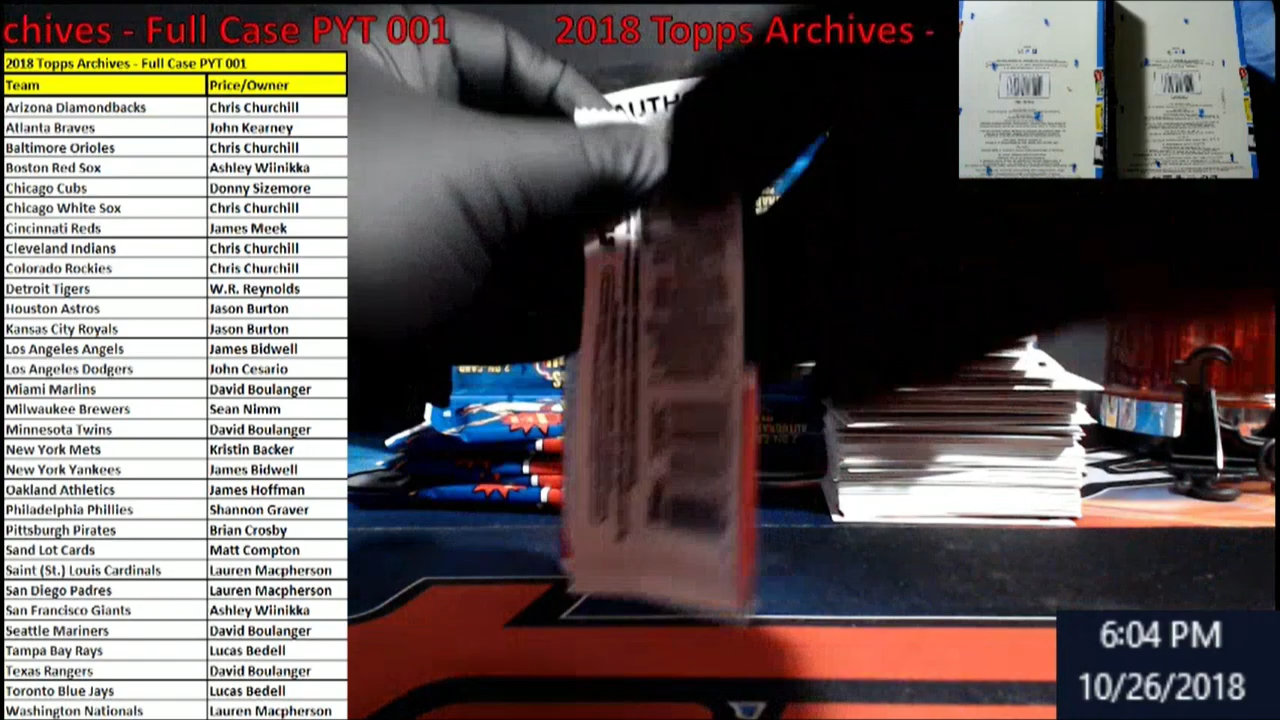 chives - Full Case PYT 001
2018 Topps Archives -
2018 Topps Archives - Full Case PYT 001
Team Price/Owner
Arizona Diamondbacks Chris Churchill
Atlanta Braves John Kearney
Baltimore Orioles Chris Churchill
Boston Red Sox Ashley Wiinikka
Chicago Cubs Donny Sizemore
Chicago White Sox Chris Churchill
Cincinnati Reds James Meek
Cleveland Indians Chris Churchill
Colorado Rockies Chris Churchill
Detroit Tigers W.R. Reynolds
Houston Astros Jason Burton
Kansas City Royals Jason Burton
Los Angeles Angels James Bidwell
Los Angeles Dodgers John Cesario
Miami Marlins David Boulanger
Milwaukee Brewers Sean Nimm
Minnesota Twins David Boulanger
New York Mets Kristin Backer
New York Yankees James Bidwell
Oakland Athletics James Hoffman
Philadelphia Phillies Shannon Graver
Pittsburgh Pirates Brian Crosby
Sand Lot Cards Matt Compton
Saint (St.) Louis Cardinals Lauren Macpherson
San Diego Padres Lauren Macpherson
San Francisco Giants Ashley Wiinikka
Seattle Mariners David Boulanger
Tampa Bay Rays Lucas Bedell
Texas Rangers David Boulanger
Toronto Blue Jays Lucas Bedell
Washington Nationals Lauren Macpherson
AUTH
6:04 PM
10/26/2018